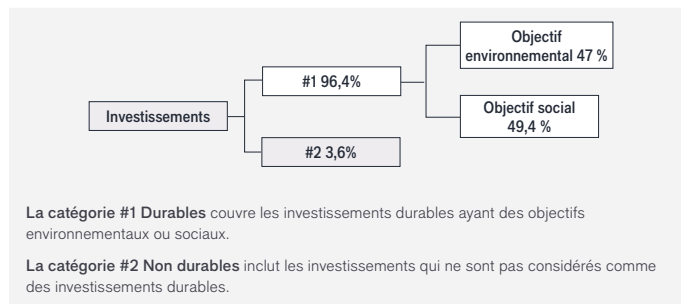 Objectif
environnemental 47 %
#1 96,4%
Objectif social
49,4 %
Investissements
#2 3,6%
La catégorie #1 Durables couvre les investissements durables ayant des objectifs
environnementaux ou sociaux.
La catégorie #2 Non durables inclut les investissements qui ne sont pas considérés comme
des investissements durables.